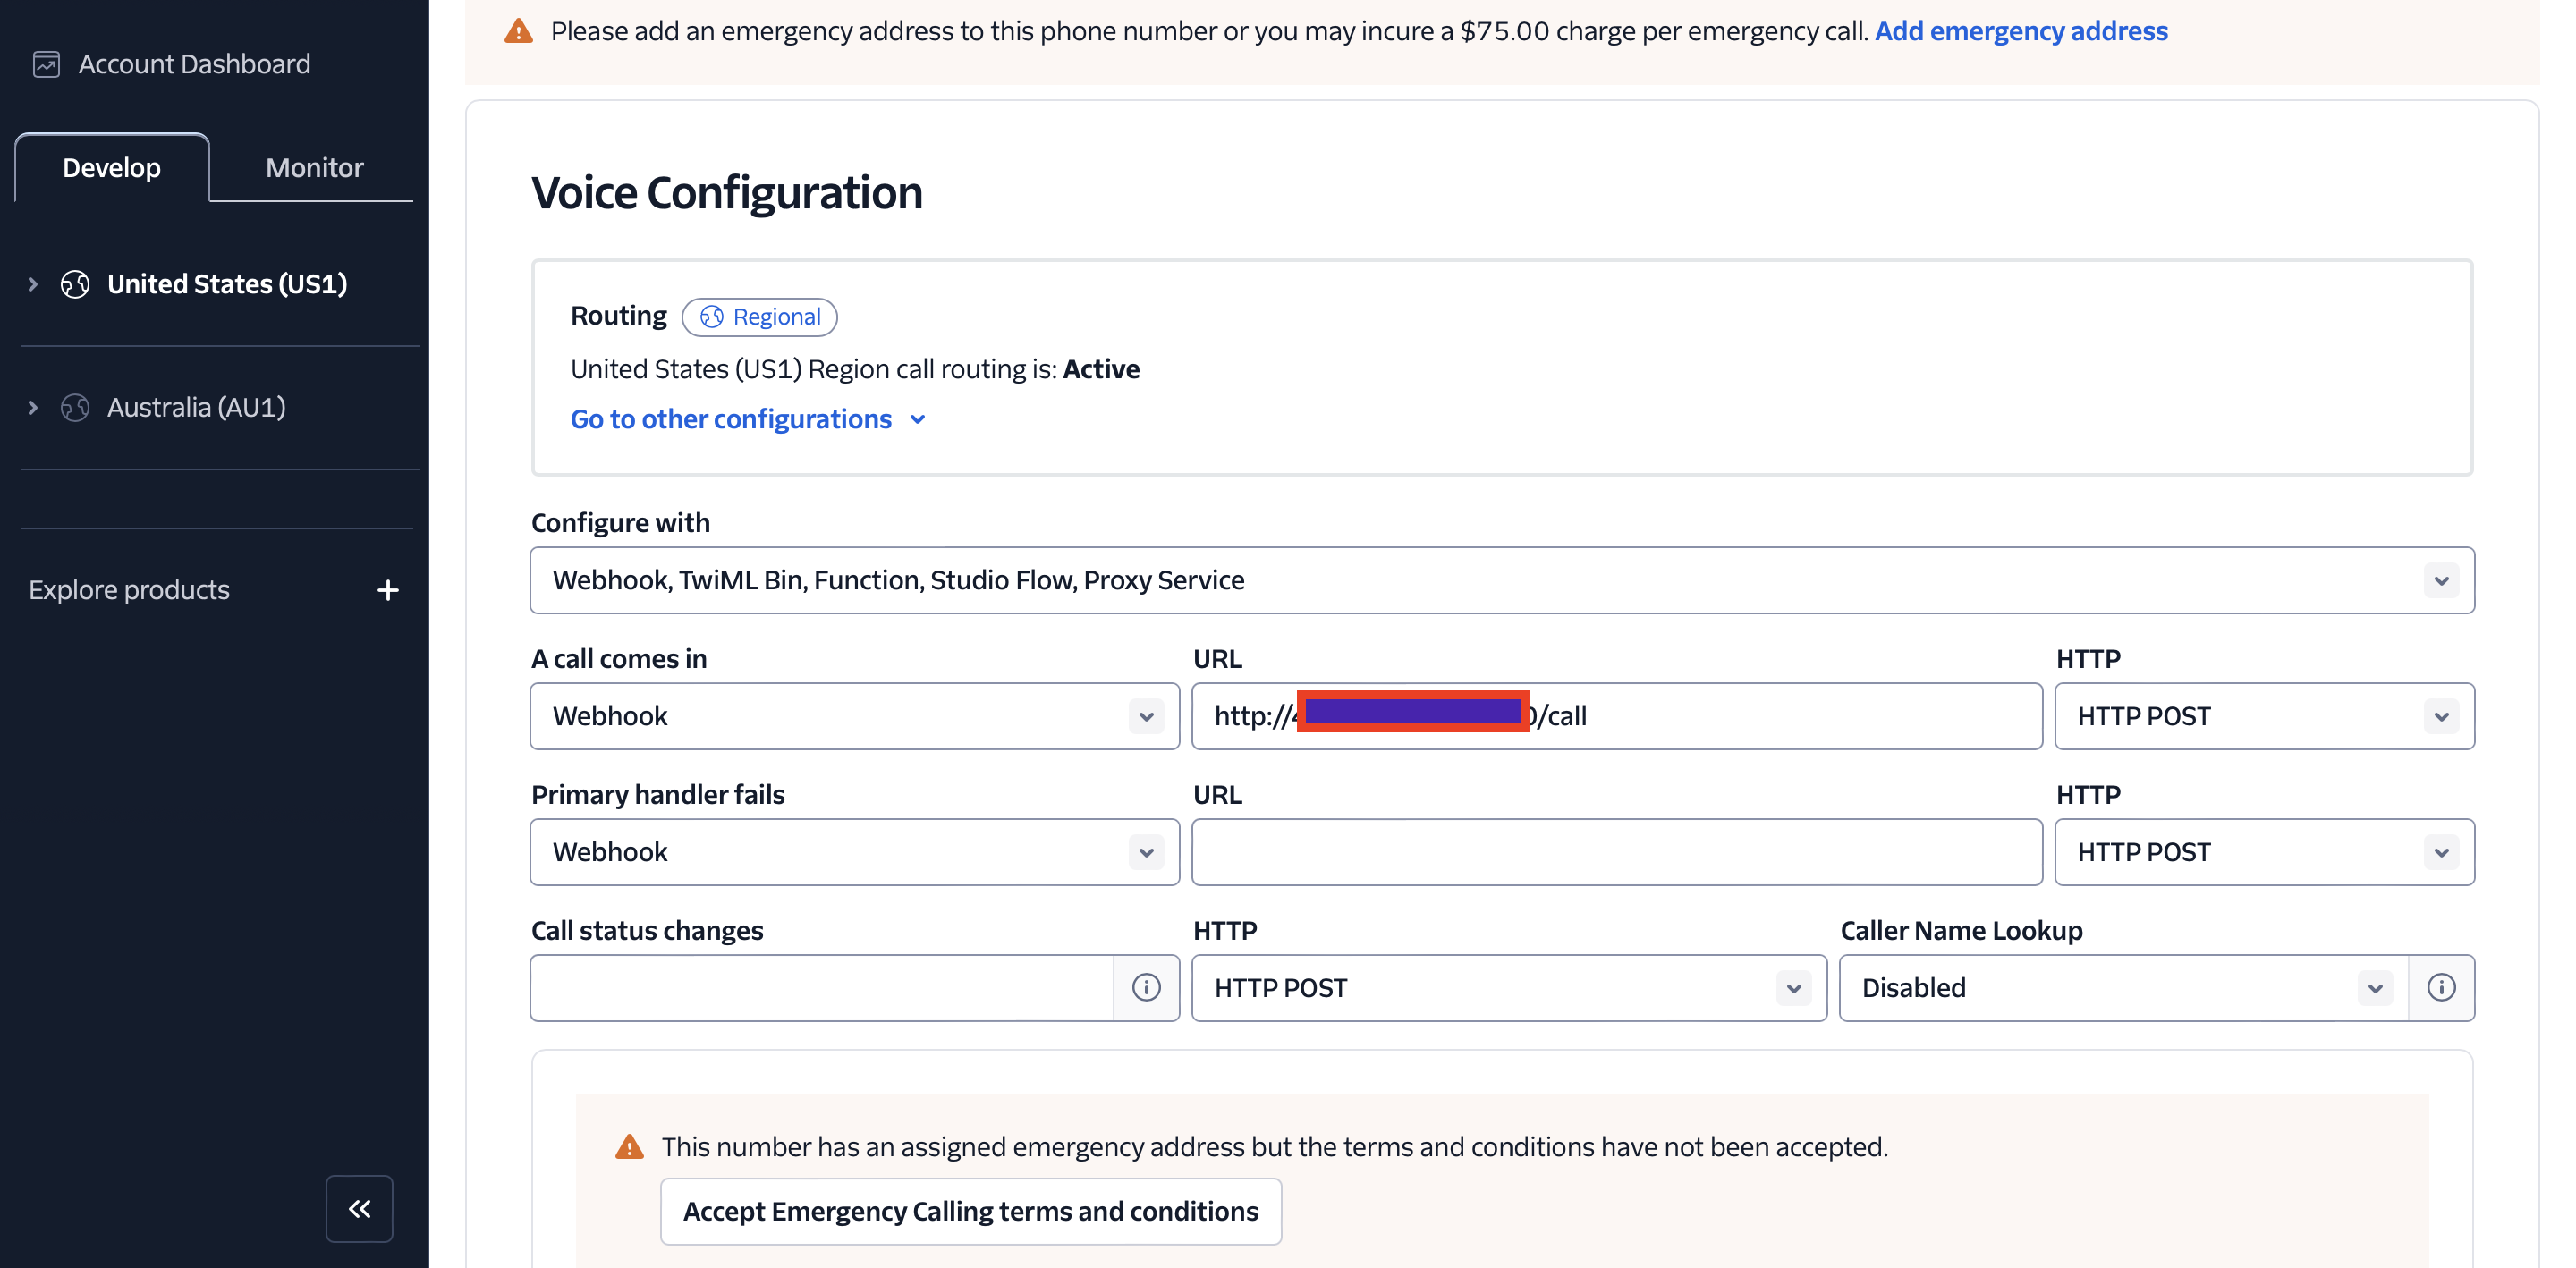 Please add an emergency address to this phone number or you may incure a $75.00 charge per emergency call. Add emergency address
Account Dashboard
Develop
Monitor
United States (US1)
Australia (AU1)
Explore products
Voice Configuration
Routing
Regional
United States (US1) Region call routing is: Active
Go to other configurations
Configure with
Webhook, TwiML Bin, Function, Studio Flow, Proxy Service
A call comes in
URL
HTTP
Webhook
http:// /call
HTTP POST
Primary handler fails
URL
HTTP
Webhook
HTTP POST
Call status changes
HTTP
Caller Name Lookup
HTTP POST
Disabled
This number has an assigned emergency address but the terms and conditions have not been accepted.
Accept Emergency Calling terms and conditions